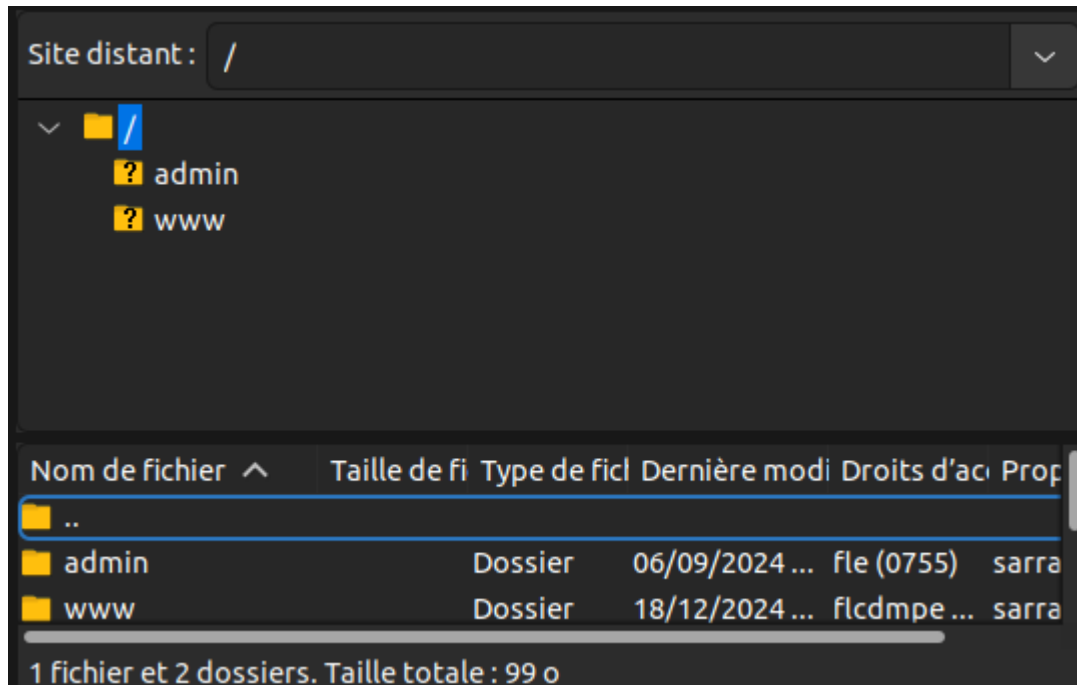 Site distant : /
/
admin
www
Nom de fichier Taille de fi Type de ficl Dernière modi Droits d'acc Prop
..
admin Dossier 06/09/2024 ... fle (0755) sarra
www Dossier 18/12/2024 ... flcdmpe ... sarra
1 fichier et 2 dossiers. Taille totale : 99 o